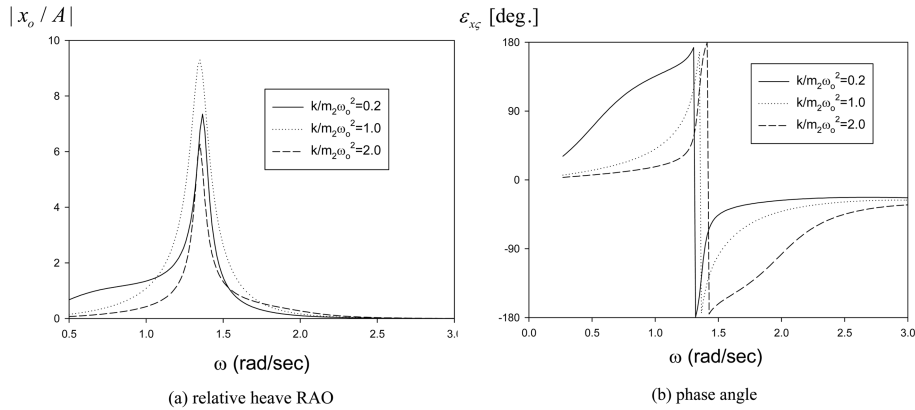 | x₀ / A |
10
8
6
4
2
0
k/m₂ω₀²=0.2
k/m₂ω₀²=1.0
k/m₂ω₀²=2.0
0.5 1.0 1.5 2.0 2.5 3.0
ω (rad/sec)
(a) relative heave RAO
εₓς [deg.]
180
90
0
-90
-180
k/m₂ω₀²=0.2
k/m₂ω₀²=1.0
k/m₂ω₀²=2.0
0.0 0.5 1.0 1.5 2.0 2.5 3.0
ω (rad/sec)
(b) phase angle